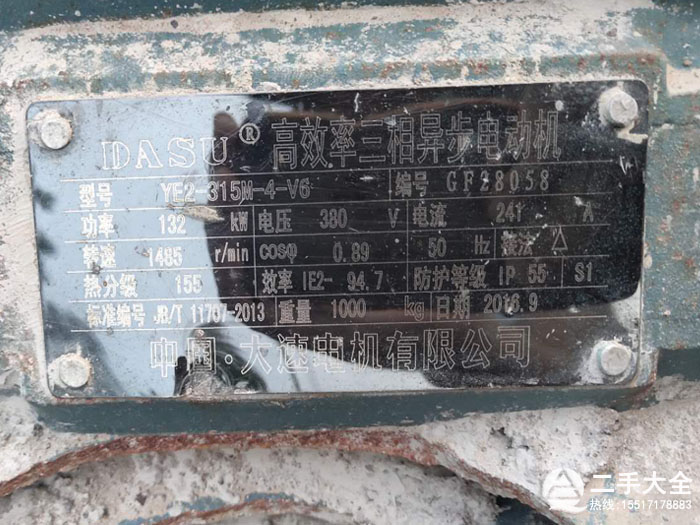 DASU® 高效率三相异步电动机
型号 YE2-315M-4-V6 编号 GF28058
功率 132 kW 电压 380 V 电流 241 A
转速 1485 r/min cosφ 0.89 50 Hz 接法 △
热分级 155 效率 IE2- 94.7 防护等级 IP 55 S1
标准编号 JB/T 11707-2013 重量 1000 kg 日期 2016.9
中国·大速电机有限公司
二手大全
热线:15517178883